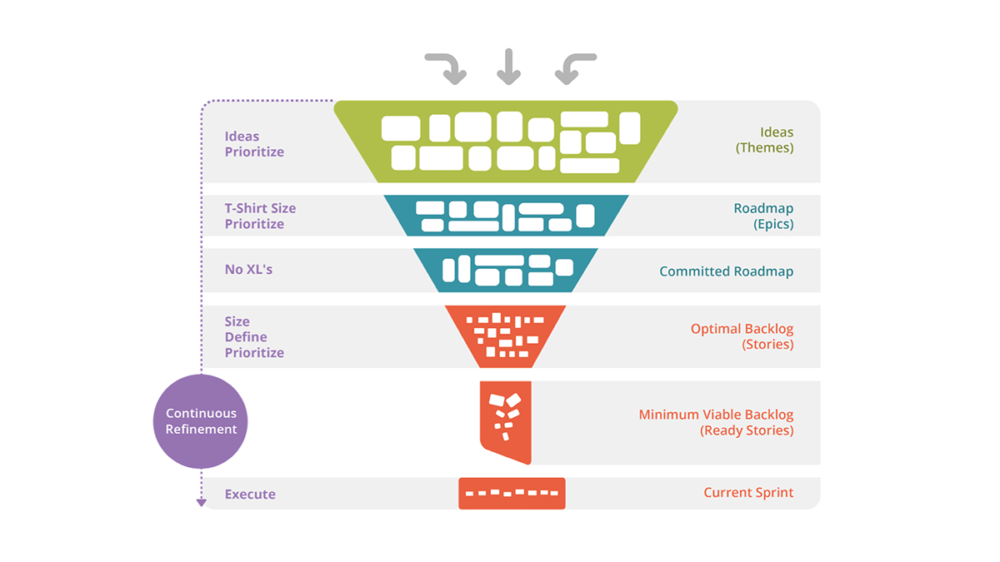 Ideas
Prioritize
Ideas
(Themes)
T-Shirt Size
Prioritize
Roadmap
(Epics)
No XL's
Committed Roadmap
Size
Define
Prioritize
Optimal Backlog
(Stories)
Continuous
Refinement
Minimum Viable Backlog
(Ready Stories)
Execute
Current Sprint